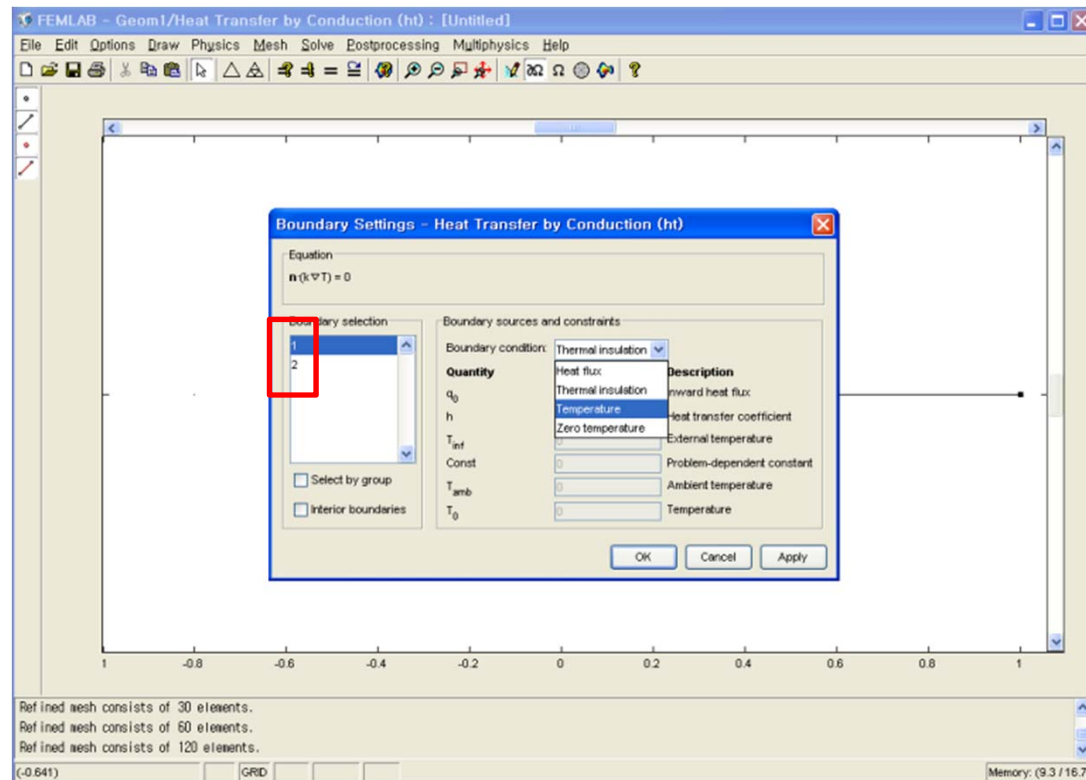 FEMLAB - Geom1/Heat Transfer by Conduction (ht) : [Untitled]
File Edit Options Draw Physics Mesh Solve Postprocessing Multiphysics Help
Boundary Settings - Heat Transfer by Conduction (ht)
Equation
n·(k∇T) = 0
Boundary selection
1
2
Select by group
Interior boundaries
Boundary sources and constraints
Boundary condition: Thermal insulation
Heat flux
Thermal insulation
Temperature
Zero temperature
Quantity Description
q0 Inward heat flux
h Heat transfer coefficient
Tinf 0 External temperature
Const 0 Problem-dependent constant
Tamb 0 Ambient temperature
T0 0 Temperature
OK Cancel Apply
1 -0.8 -0.6 -0.4 -0.2 0 0.2 0.4 0.6 0.8 1
Refined mesh consists of 30 elements.
Refined mesh consists of 60 elements.
Refined mesh consists of 120 elements.
(-0.641) GRID Memory: (9.3 / 16.7